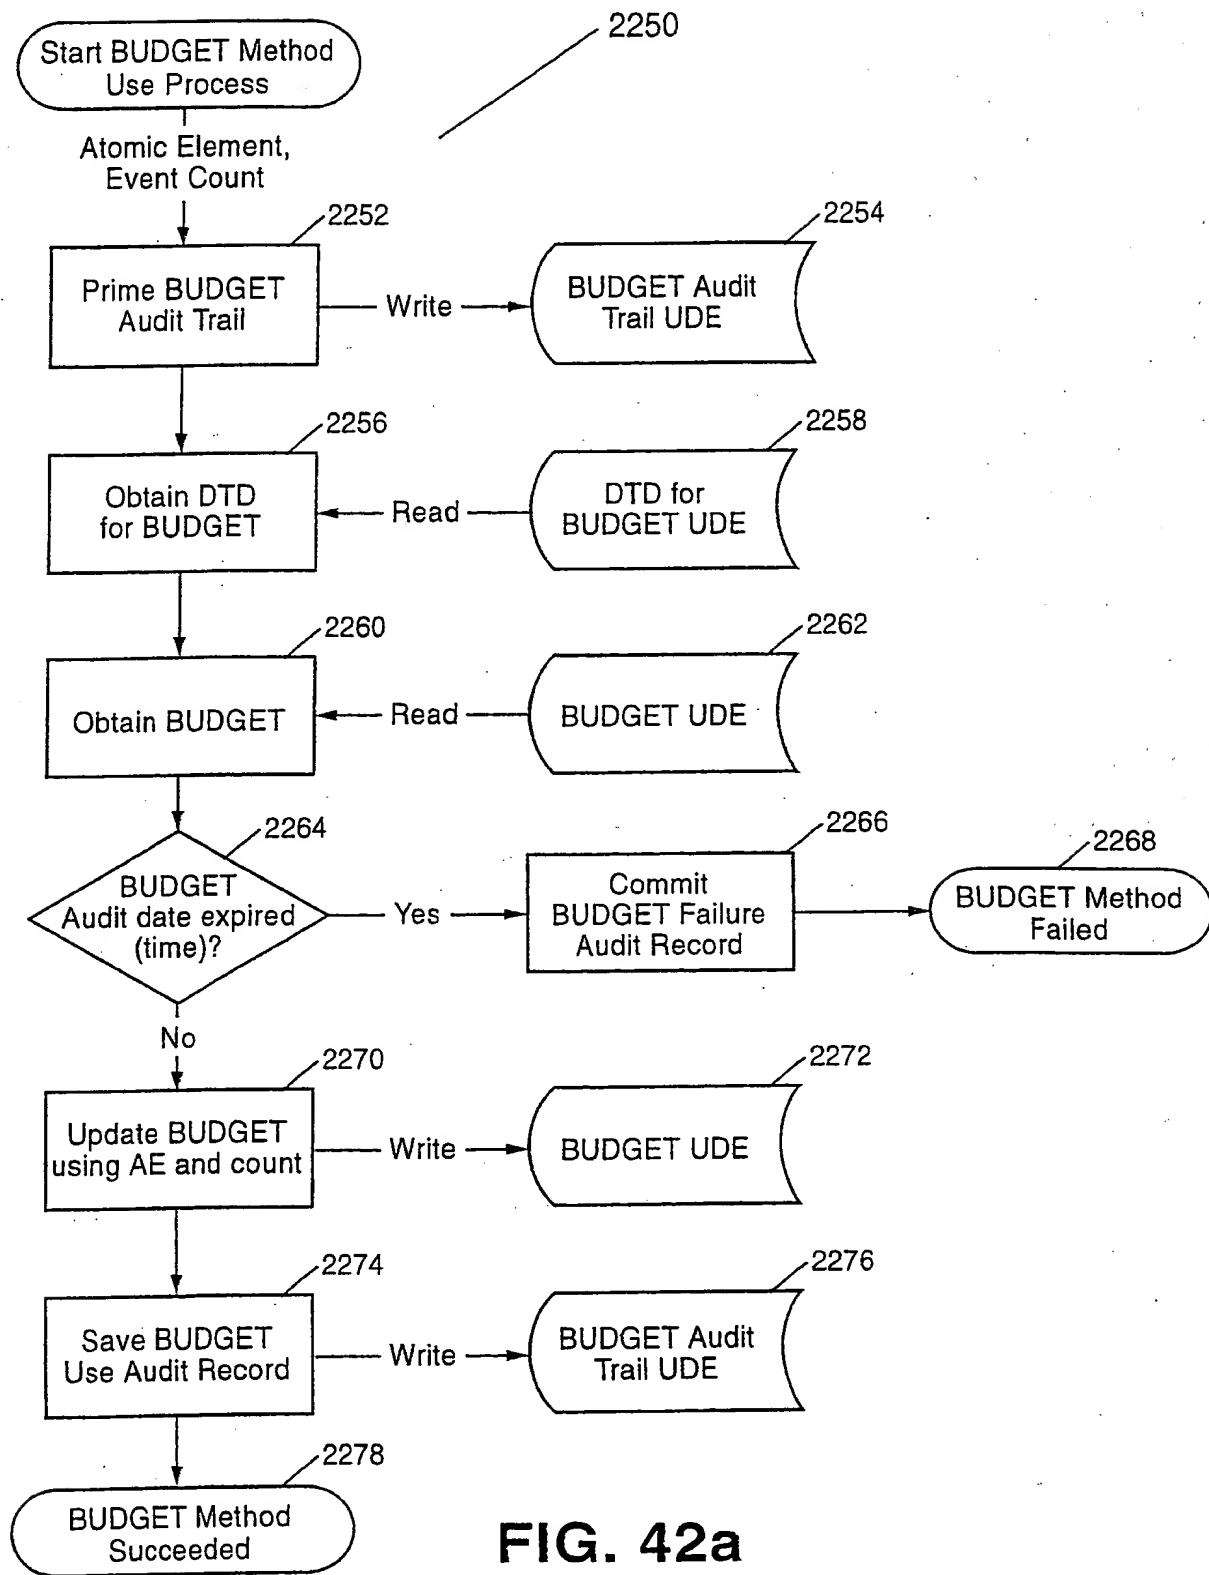 2250
Start BUDGET Method
Use Process
Atomic Element,
Event Count
2252
2254
Prime BUDGET
Audit Trail
Write
BUDGET Audit
Trail UDE
2256
2258
Obtain DTD
for BUDGET
Read
DTD for
BUDGET UDE
2260
2262
Obtain BUDGET
Read
BUDGET UDE
2264
2266
2268
BUDGET
Audit date expired
(time)?
Yes
Commit
BUDGET Failure
Audit Record
BUDGET Method
Failed
No
2270
2272
Update BUDGET
using AE and count
Write
BUDGET UDE
2274
2276
Save BUDGET
Use Audit Record
Write
BUDGET Audit
Trail UDE
2278
BUDGET Method
Succeeded
FIG. 42a